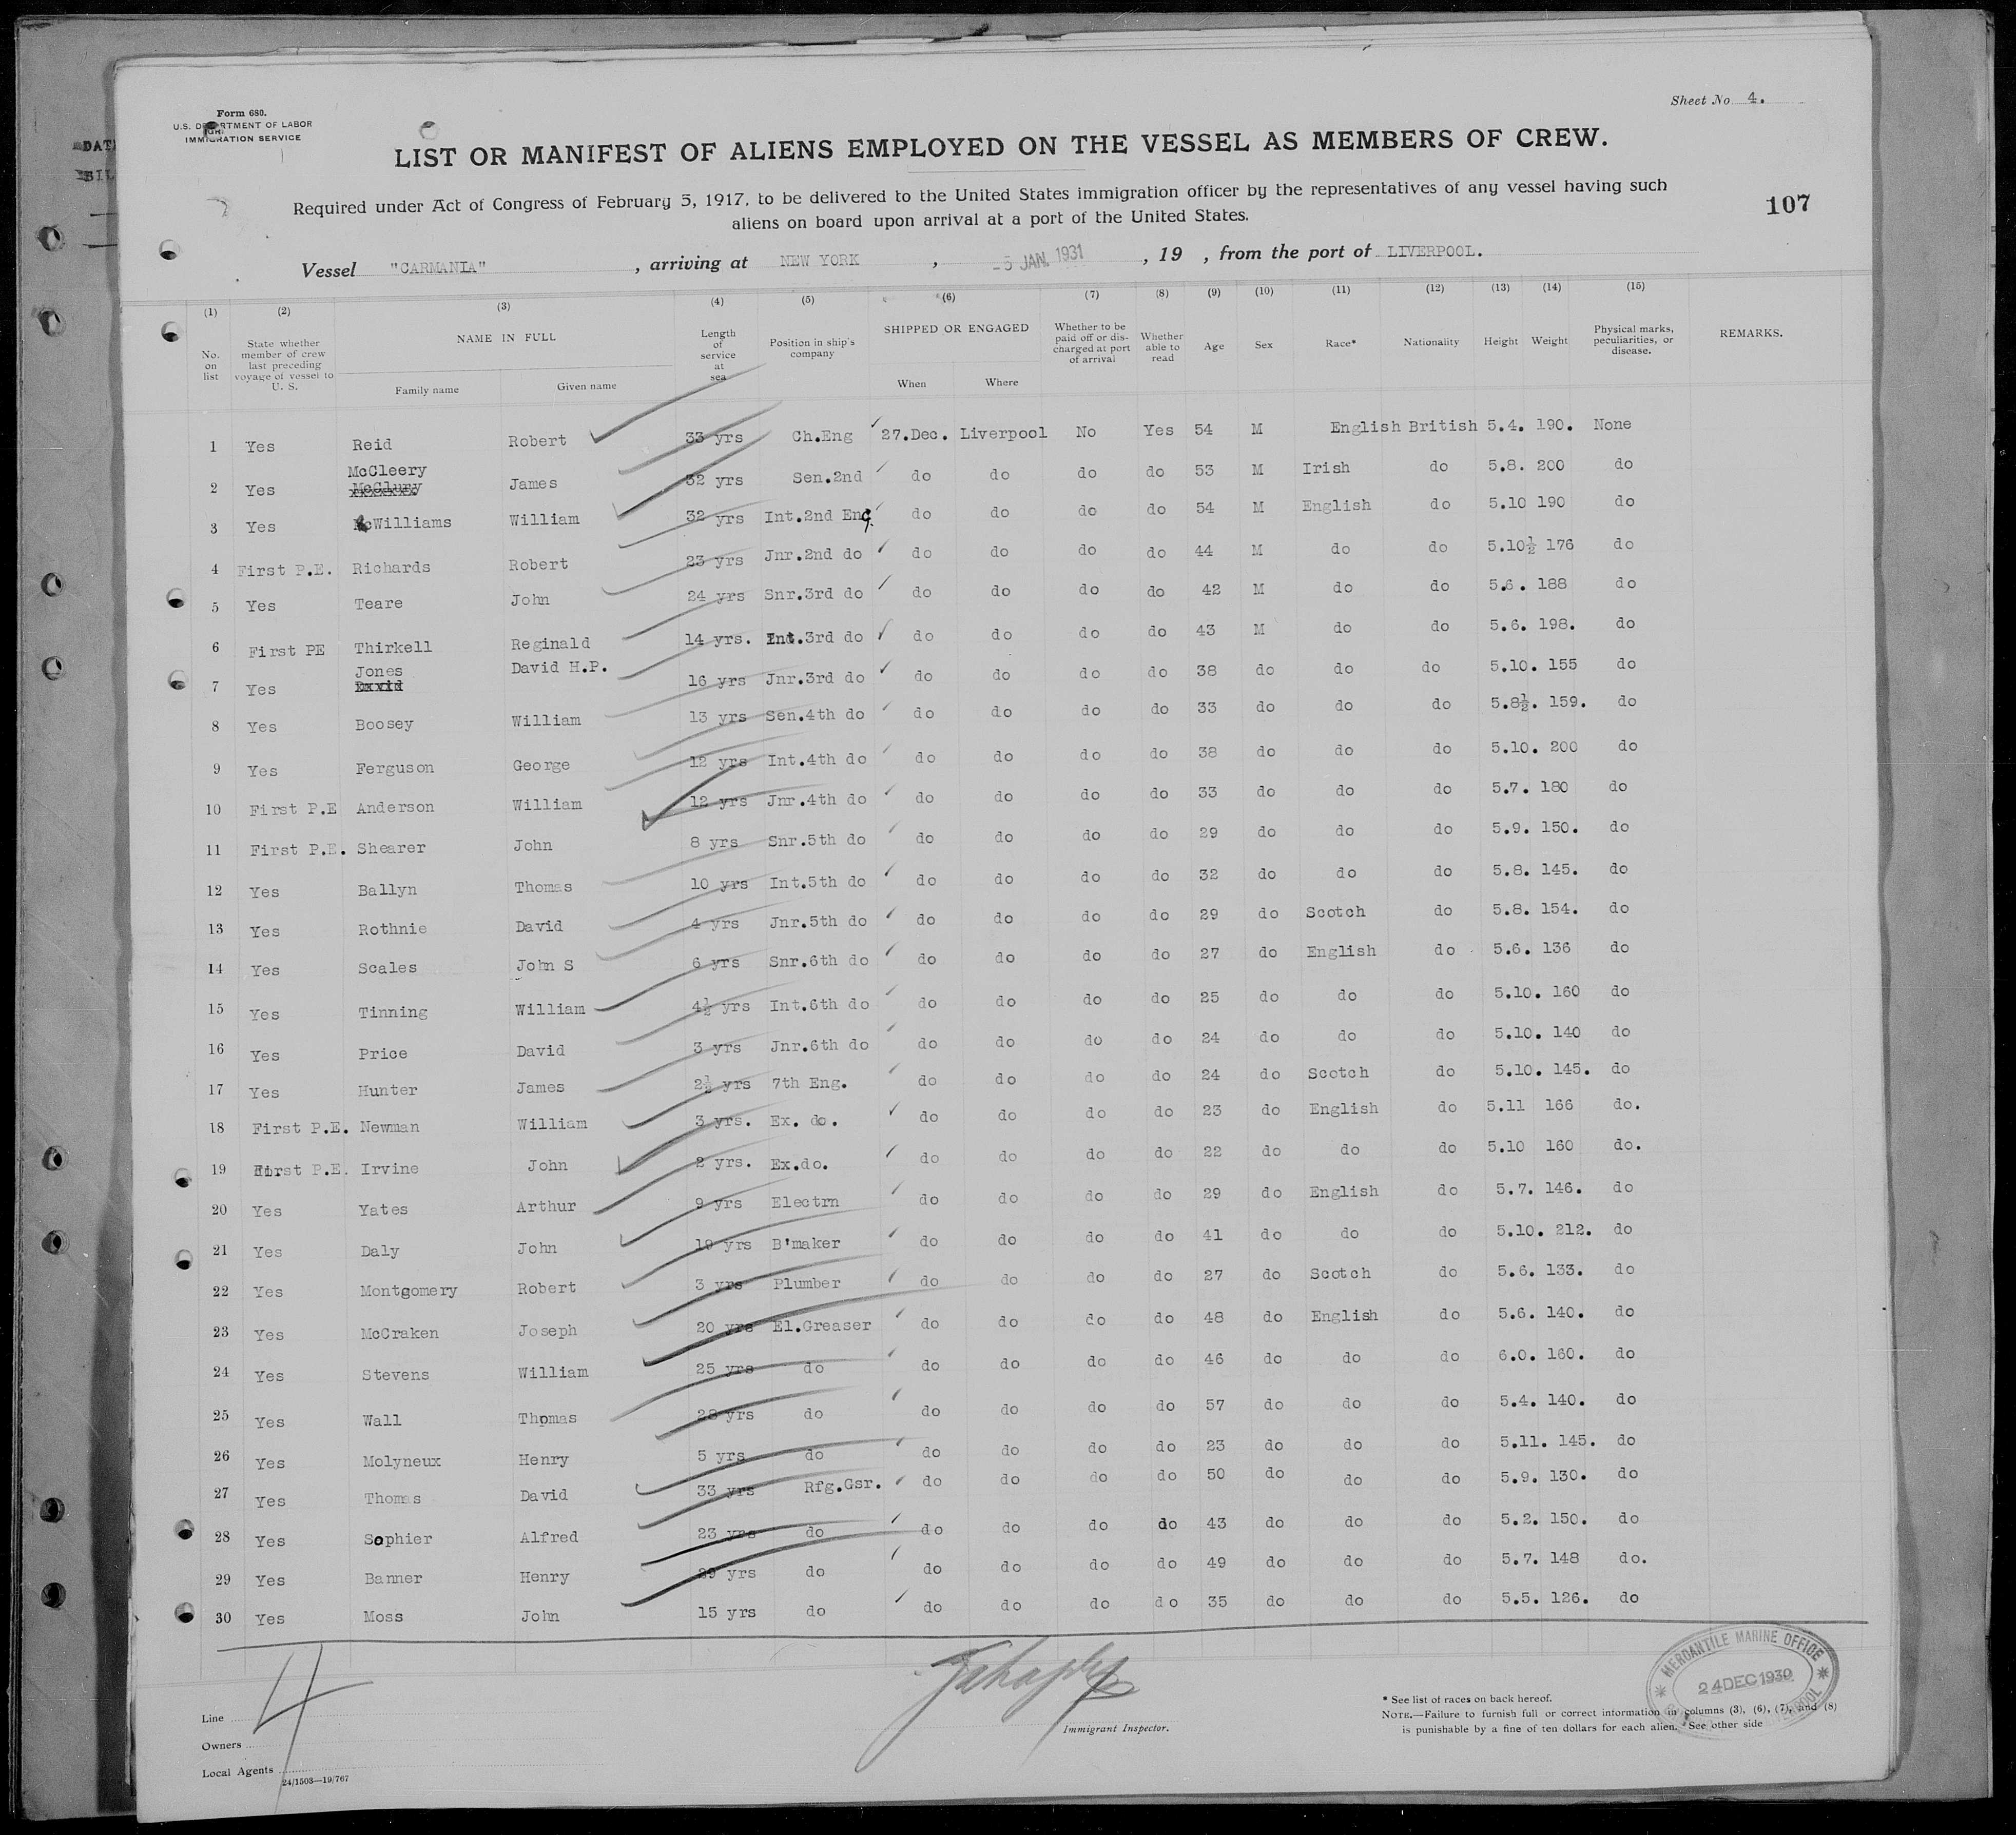 DAT
BIL
Form 680.
U.S. DEPARTMENT OF LABOR
IMMIGRATION SERVICE
Sheet No 4.
LIST OR MANIFEST OF ALIENS EMPLOYED ON THE VESSEL AS MEMBERS OF CREW.
Required under Act of Congress of February 5, 1917, to be delivered to the United States immigration officer by the representatives of any vessel having such
aliens on board upon arrival at a port of the United States.
107
Vessel "CARMANIA" , arriving at NEW YORK , -5 JAN. 1931 , 19 , from the port of LIVERPOOL.
(1) (2) (3) (4) (5) (6) (7) (8) (9) (10) (11) (12) (13) (14) (15)
No. on list State whether member of crew last preceding voyage of vessel to U. S. NAME IN FULL Family name Given name Length of service at sea Position in ship's company SHIPPED OR ENGAGED When Where Whether to be paid off or discharged at port of arrival Whether able to read Age Sex Race* Nationality Height Weight Physical marks, peculiarities, or disease. REMARKS.
1 Yes Reid Robert 33 yrs Ch.Eng 27.Dec. Liverpool No Yes 54 M English British 5.4. 190. None
2 Yes McCleery McClury James 32 yrs Sen.2nd do do do do 53 M Irish do 5.8. 200 do
3 Yes Williams William 32 yrs Int.2nd Eng do do do do 54 M English do 5.10 190 do
4 First P.E. Richards Robert 23 yrs Jnr.2nd do do do do do 44 M do do 5.10½ 176 do
5 Yes Teare John 24 yrs Snr.3rd do do do do do 42 M do do 5.6. 188 do
6 First PE Thirkell Reginald 14 yrs. Int.3rd do do do do do 43 M do do 5.6. 198. do
7 Yes Jones David H.P. 16 yrs Jnr.3rd do do do do do 38 do do do 5.10. 155 do
8 Yes Boosey William 13 yrs Sen.4th do do do do do 33 do do do 5.8½. 159. do
9 Yes Ferguson George 12 yrs Int.4th do do do do do 38 do do do 5.10. 200 do
10 First P.E Anderson William 12 yrs Jnr.4th do do do do do 33 do do do 5.7. 180 do
11 First P.E. Shearer John 8 yrs Snr.5th do do do do do 29 do do do 5.9. 150. do
12 Yes Ballyn Thomas 10 yrs Int.5th do do do do do 32 do do do 5.8. 145. do
13 Yes Rothnie David 4 yrs Jnr.5th do do do do do 29 do Scotch do 5.8. 154. do
14 Yes Scales John S 6 yrs Snr.6th do do do do do 27 do English do 5.6. 136 do
15 Yes Tinning William 4½ yrs Int.6th do do do do do 25 do do do 5.10. 160 do
16 Yes Price David 3 yrs Jnr.6th do do do do do 24 do do do 5.10. 140 do
17 Yes Hunter James 2½ yrs 7th Eng. do do do do 24 do Scotch do 5.10. 145. do
18 First P.E. Newman William 3 yrs. Ex. do. do do do do 23 do English do 5.11 166 do.
19 First P.E. Irvine John 2 yrs. Ex.do. do do do do 22 do do do 5.10 160 do.
20 Yes Yates Arthur 9 yrs Electrn do do do do 29 do English do 5.7. 146. do
21 Yes Daly John 19 yrs B'maker do do do do 41 do do do 5.10. 212. do
22 Yes Montgomery Robert 3 yrs Plumber do do do do 27 do Scotch do 5.6. 133. do
23 Yes McCraken Joseph 20 yrs El.Greaser do do do do 48 do English do 5.6. 140. do
24 Yes Stevens William 25 yrs do do do do do 46 do do do 6.0. 160. do
25 Yes Wall Thomas 28 yrs do do do do do 57 do do do 5.4. 140. do
26 Yes Molyneux Henry 5 yrs do do do do do 23 do do do 5.11. 145. do
27 Yes Thomas David 33 yrs Rfg.Gsr. do do do do 50 do do do 5.9. 130. do
28 Yes Sophier Alfred 23 yrs do do do do do 43 do do do 5.2. 150. do
29 Yes Banner Henry 29 yrs do do do do do 49 do do do 5.7. 148 do.
30 Yes Moss John 15 yrs do do do do do 35 do do do 5.5. 126. do
4
MERCANTILE MARINE OFFICE
24 DEC 1930
LIVERPOOL
Line
Owners
Local Agents
24/1503—19/767
Immigrant Inspector.
* See list of races on back hereof.
NOTE.—Failure to furnish full or correct information in columns (3), (6), (7), and (8)
is punishable by a fine of ten dollars for each alien. See other side